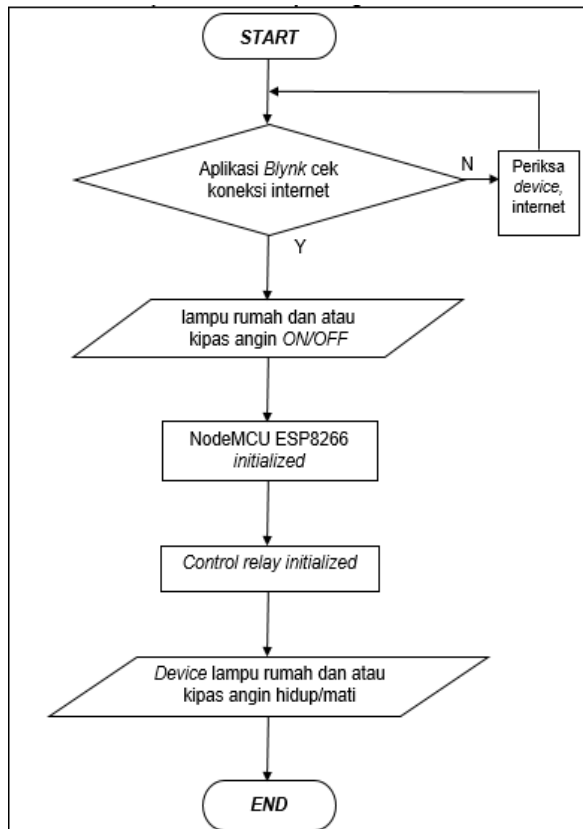 START
Aplikasi Blynk cek
koneksi internet
N
Periksa
device,
internet
Y
lampu rumah dan atau
kipas angin ON/OFF
NodeMCU ESP8266
initialized
Control relay initialized
Device lampu rumah dan atau
kipas angin hidup/mati
END